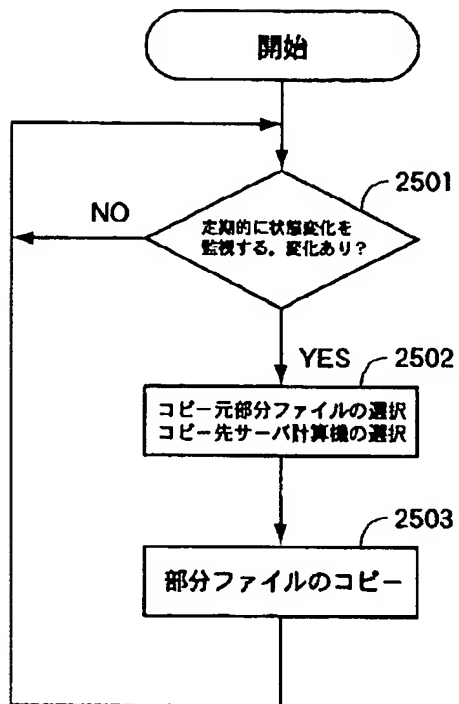 開始
2501
NO
定期的に状態変化を
監視する。変化あり？
YES
2502
コピー元部分ファイルの選択
コピー先サーバ計算機の選択
2503
部分ファイルのコピー